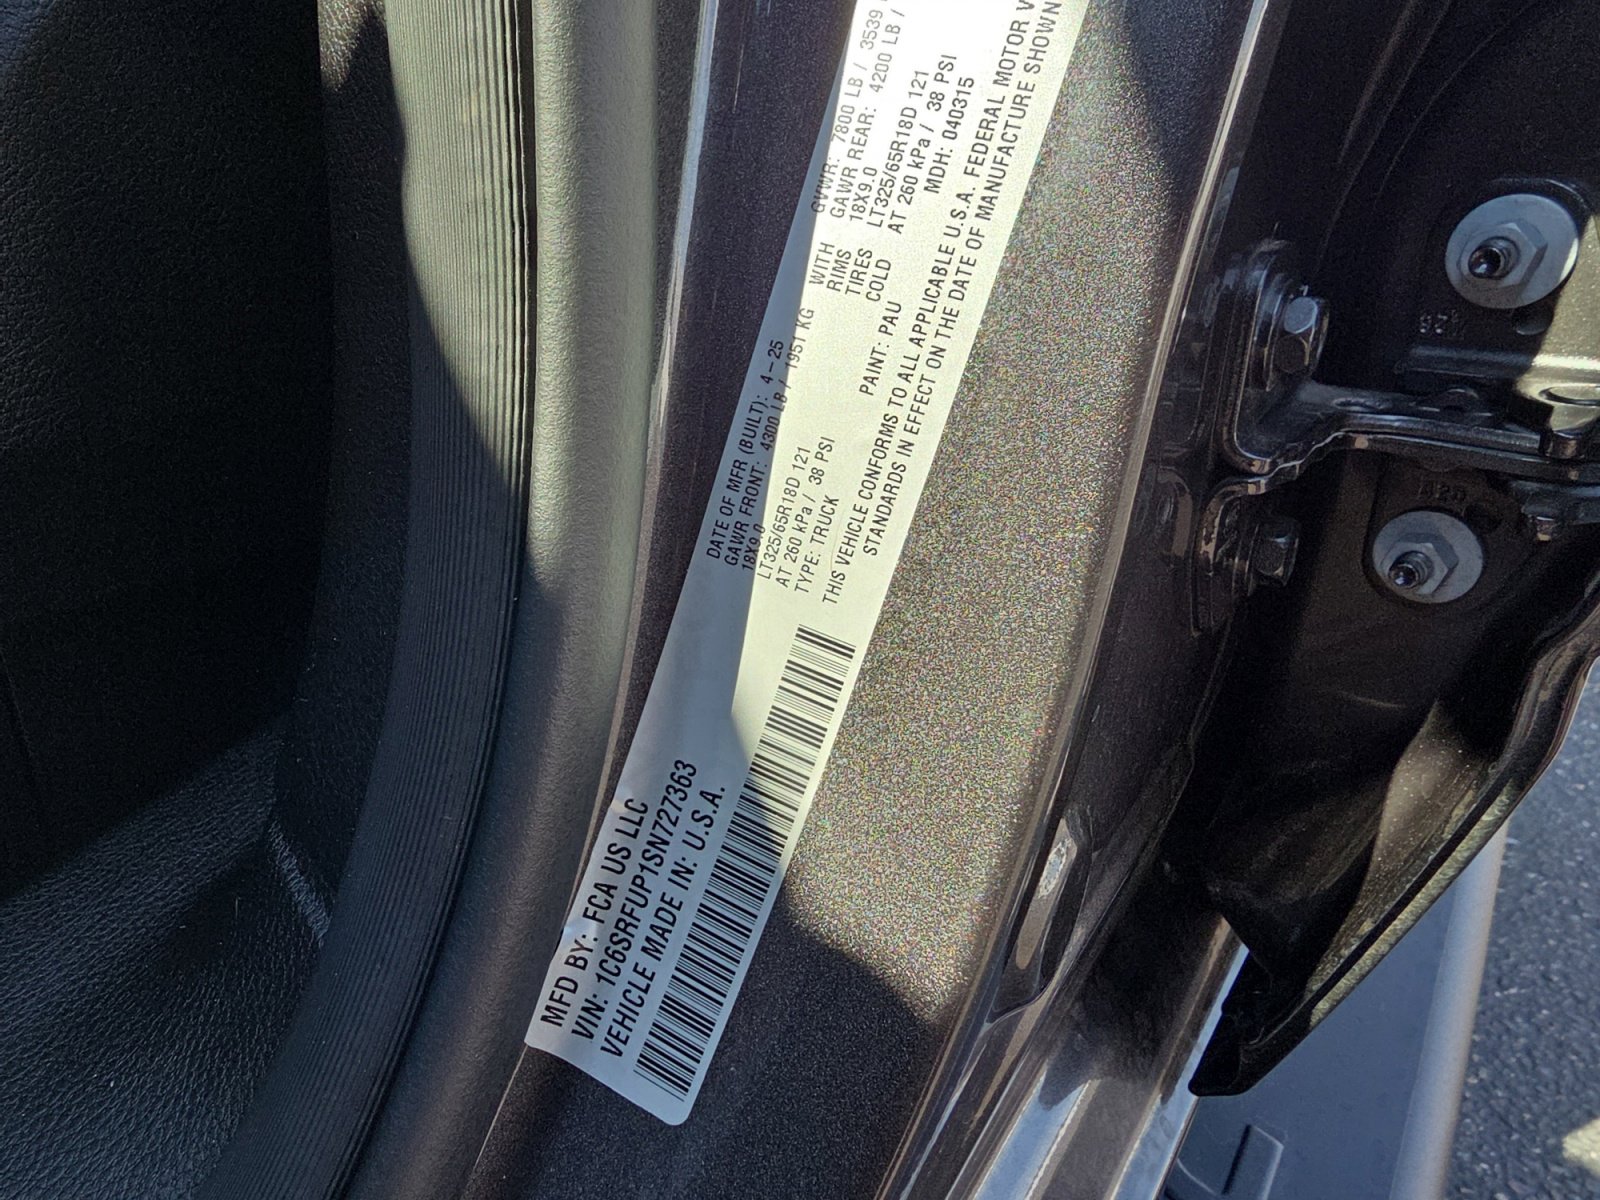 MFD BY: FCA US LLC
VIN: 1C6SRFUP1SN727363
VEHICLE MADE IN: U.S.A.
DATE OF MFR (BUILT): 4-25 GVWR: 7800 LB / 3539
GAWR FRONT: 4300 LB / 1951 KG WITH GAWR REAR: 4200 LB /
18X9.0 RIMS 18X9.0
LT325/65R18D 121 TIRES LT325/65R18D 121
AT 260 kPa / 38 PSI COLD AT 260 kPa / 38 PSI
TYPE: TRUCK PAINT: PAU MDH: 040315
THIS VEHICLE CONFORMS TO ALL APPLICABLE U.S.A. FEDERAL MOTOR V
STANDARDS IN EFFECT ON THE DATE OF MANUFACTURE SHOWN